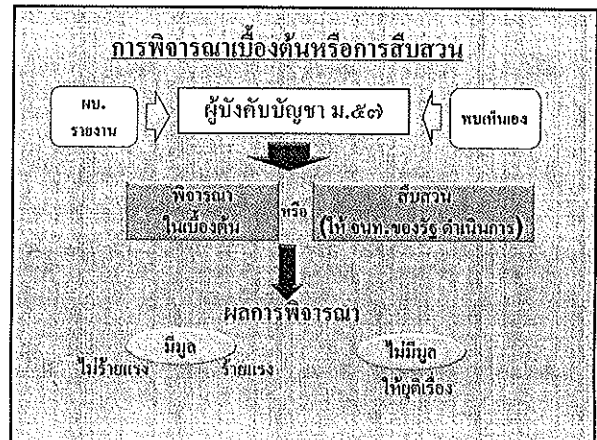 การพิจารณาเบื้องต้นหรือการสืบสวน
ผบ.
รายงาน
ผู้บังคับบัญชา ม.๕๗
พบเห็นเอง
พิจารณา
ในเบื้องต้น
หรือ
สืบสวน
(ให้ จนท.ของรัฐ ดำเนินการ)
ผลการพิจารณา
มีมูล
ไม่ร้ายแรง
ร้ายแรง
ไม่มีมูล
ให้ยุติเรื่อง